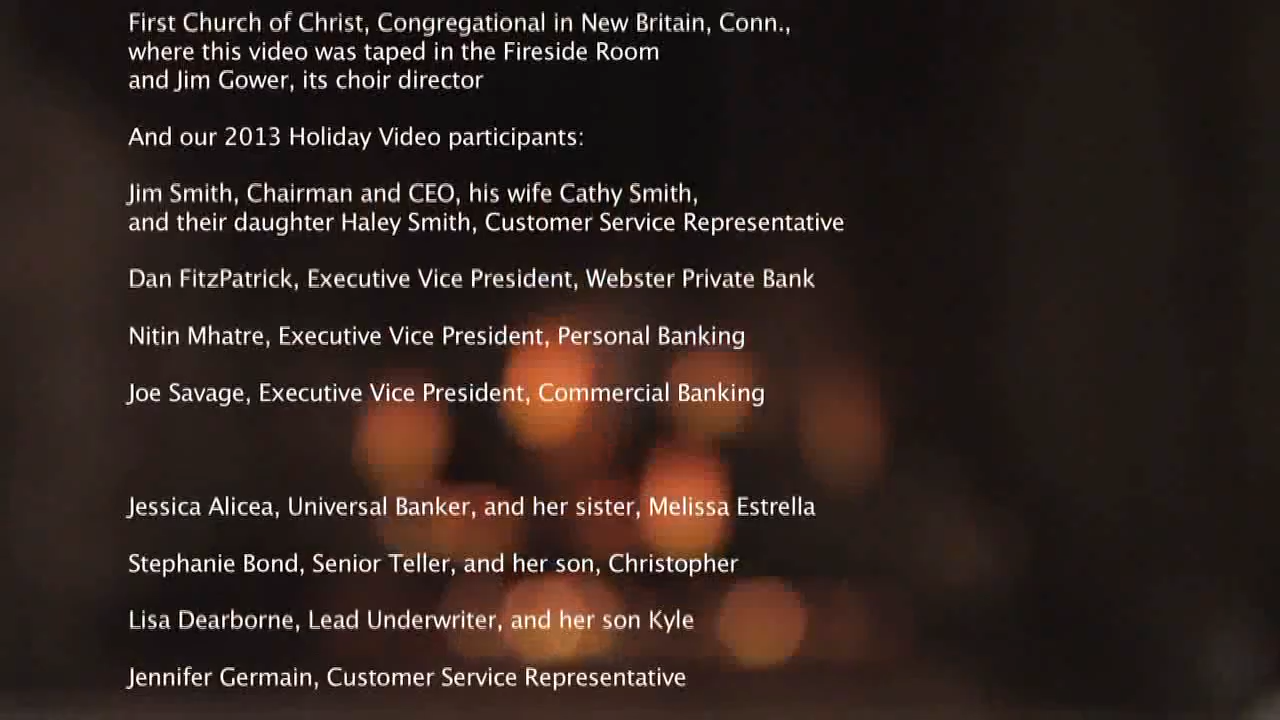 First Church of Christ, Congregational in New Britain, Conn.,
where this video was taped in the Fireside Room
and Jim Gower, its choir director
And our 2013 Holiday Video participants:
Jim Smith, Chairman and CEO, his wife Cathy Smith,
and their daughter Haley Smith, Customer Service Representative
Dan FitzPatrick, Executive Vice President, Webster Private Bank
Nitin Mhatre, Executive Vice President, Personal Banking
Joe Savage, Executive Vice President, Commercial Banking
Jessica Alicea, Universal Banker, and her sister, Melissa Estrella
Stephanie Bond, Senior Teller, and her son, Christopher
Lisa Dearborne, Lead Underwriter, and her son Kyle
Jennifer Germain, Customer Service Representative